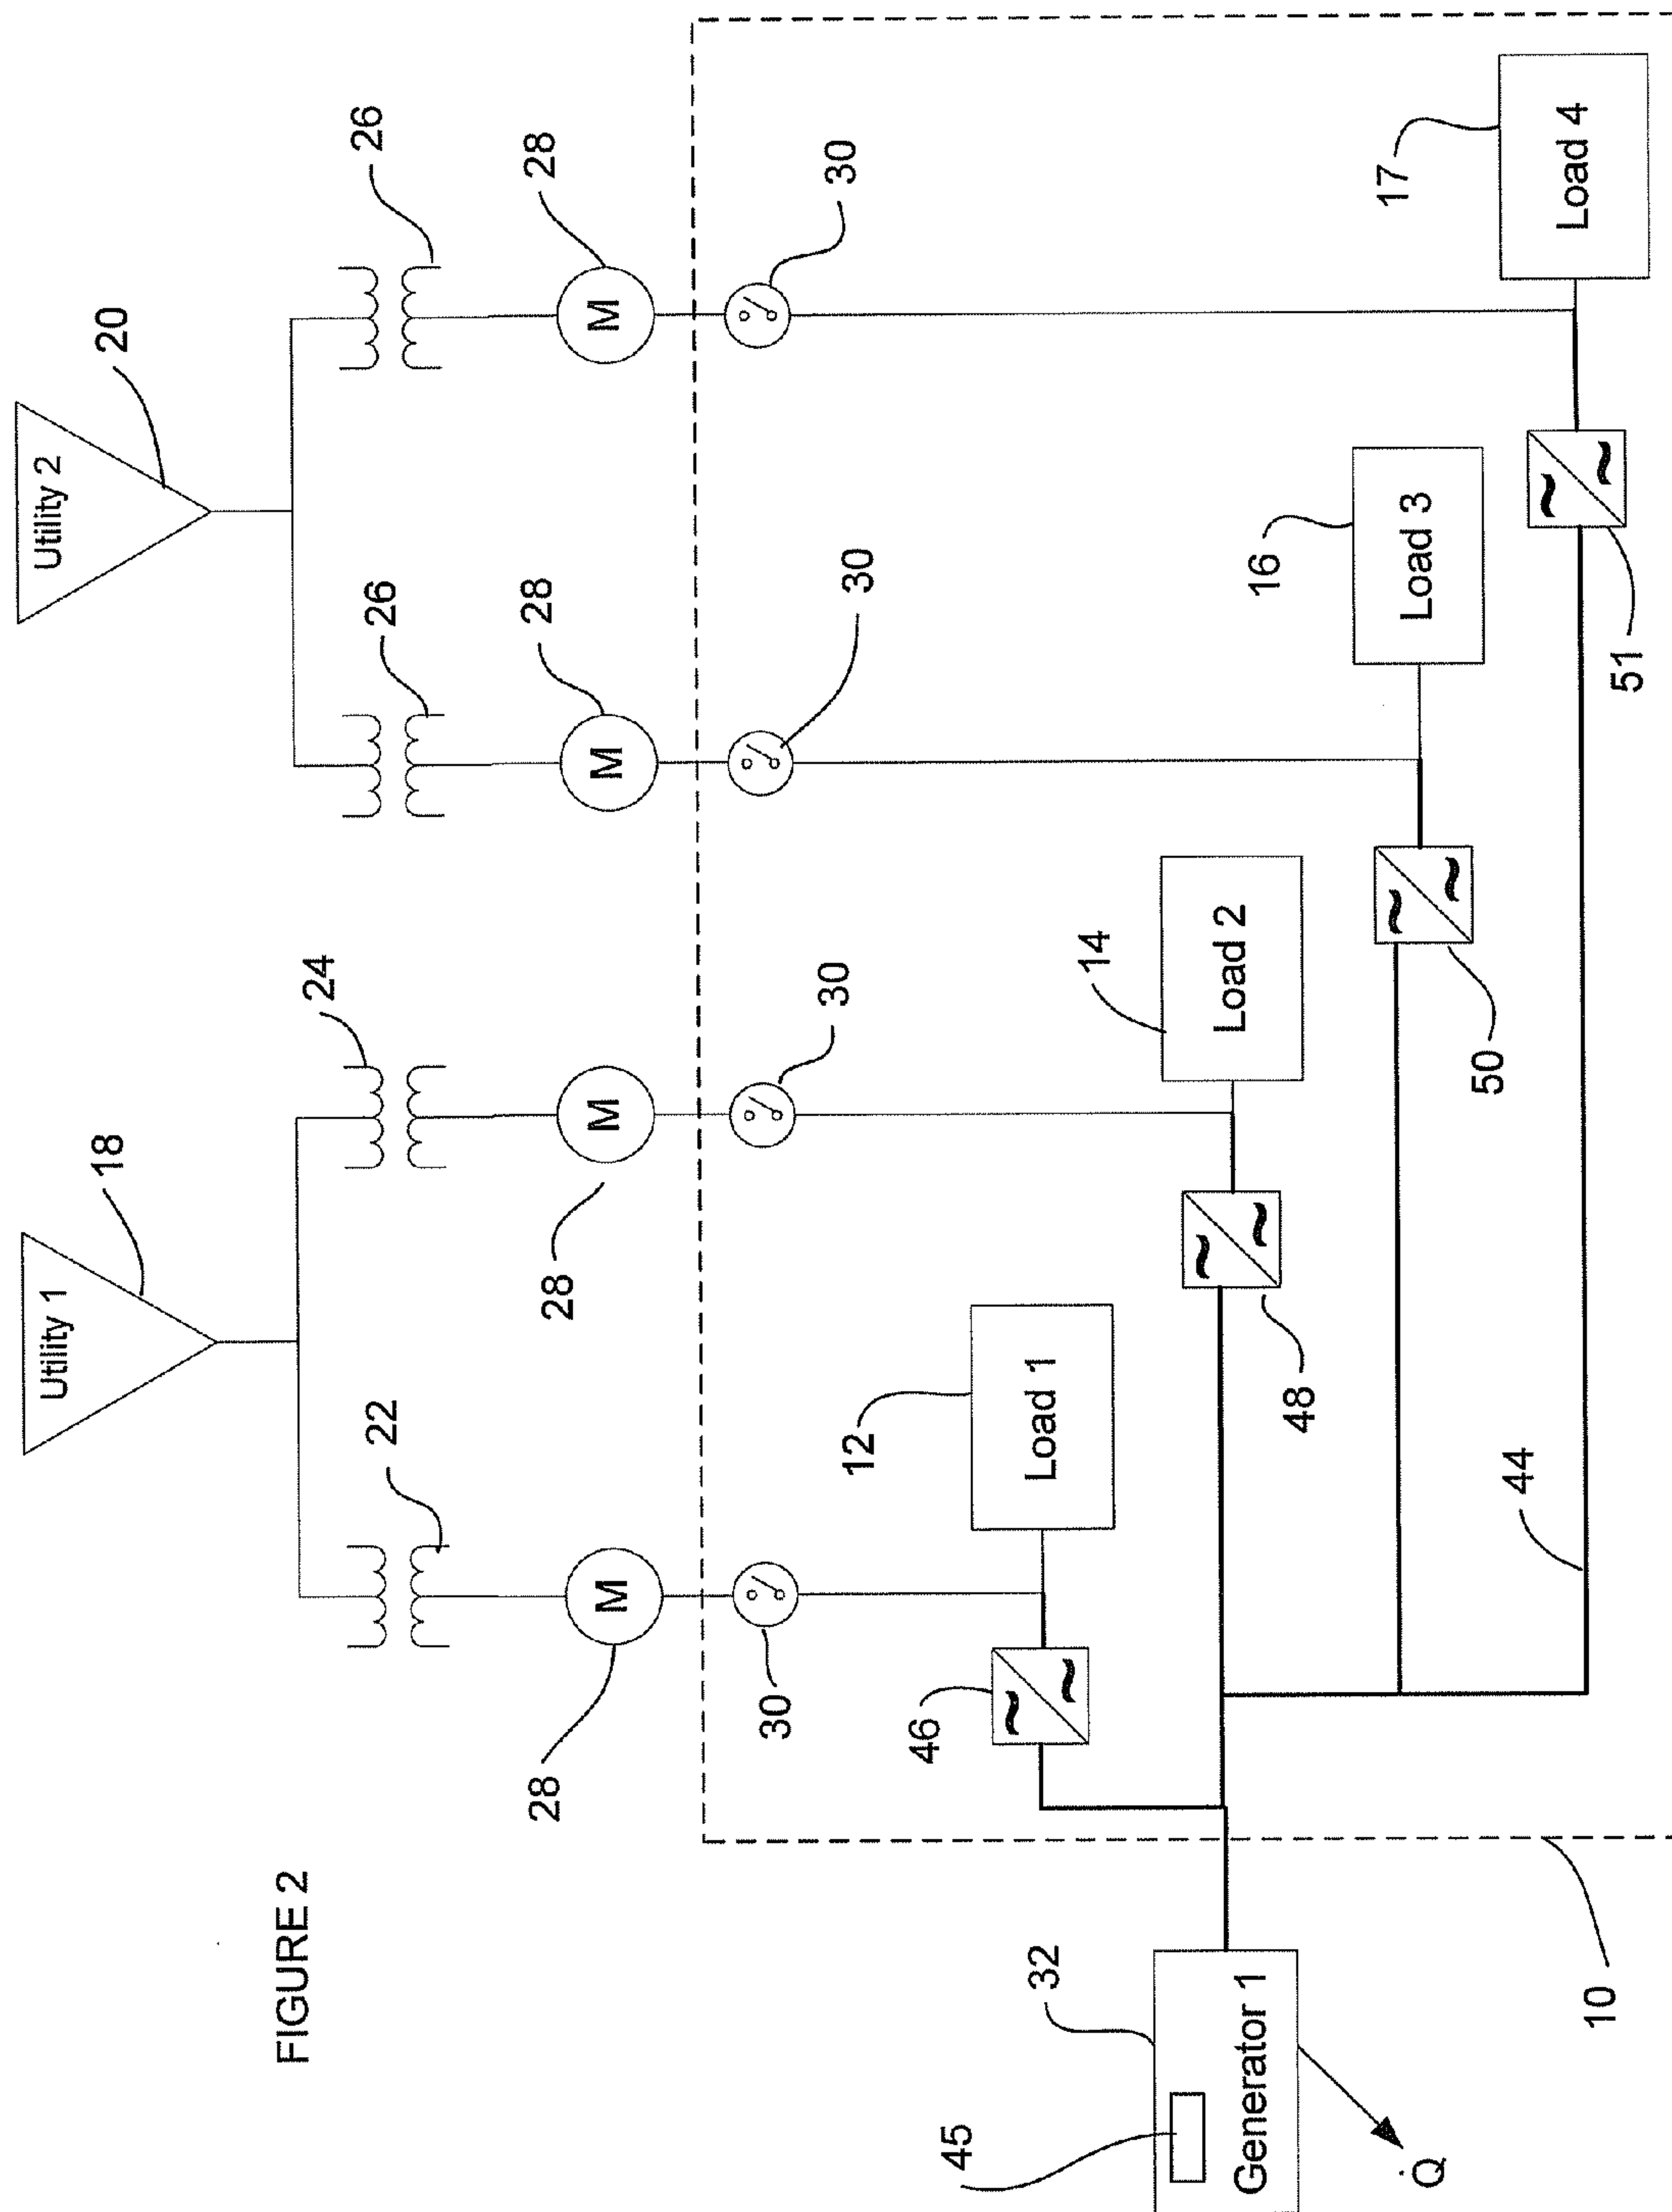 FIGURE 2
Utility 1
18
Utility 2
20
22
24
26
26
28
28
28
28
M
M
M
M
30
30
30
30
12
Load 1
46
14
Load 2
48
16
Load 3
50
17
Load 4
51
44
45
32
Generator 1
Q̇
10